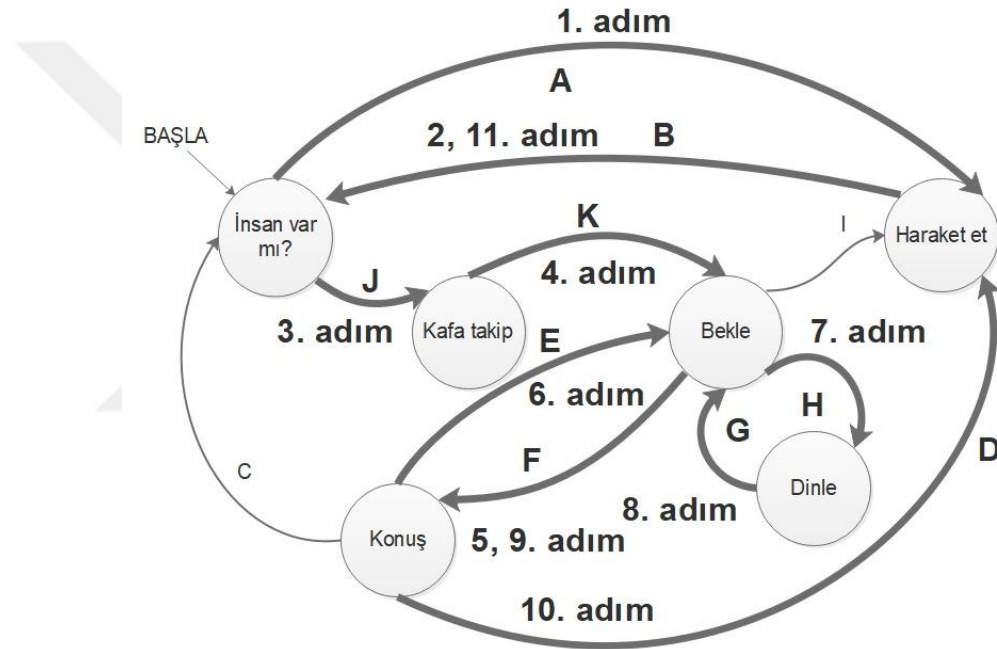 1. adım
A
2, 11. adım B
BAŞLA
K
İnsan var
mı?
I
Haraket et
J
4. adım
3. adım
Kafa takip
E
Bekle
7. adım
6. adım
H
G
D
F
C
Dinle
8. adım
Konuş
5, 9. adım
10. adım